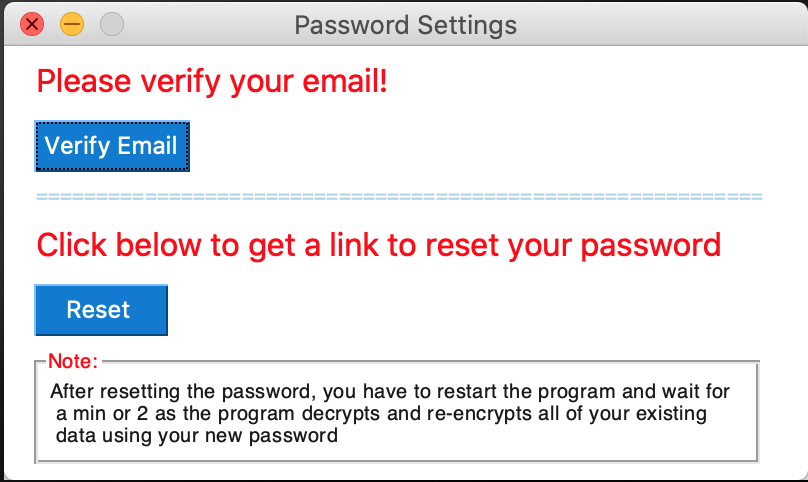 Password Settings
Please verify your email!
Verify Email
=============================================================
Click below to get a link to reset your password
Reset
Note:
After resetting the password, you have to restart the program and wait for
a min or 2 as the program decrypts and re-encrypts all of your existing
data using your new password